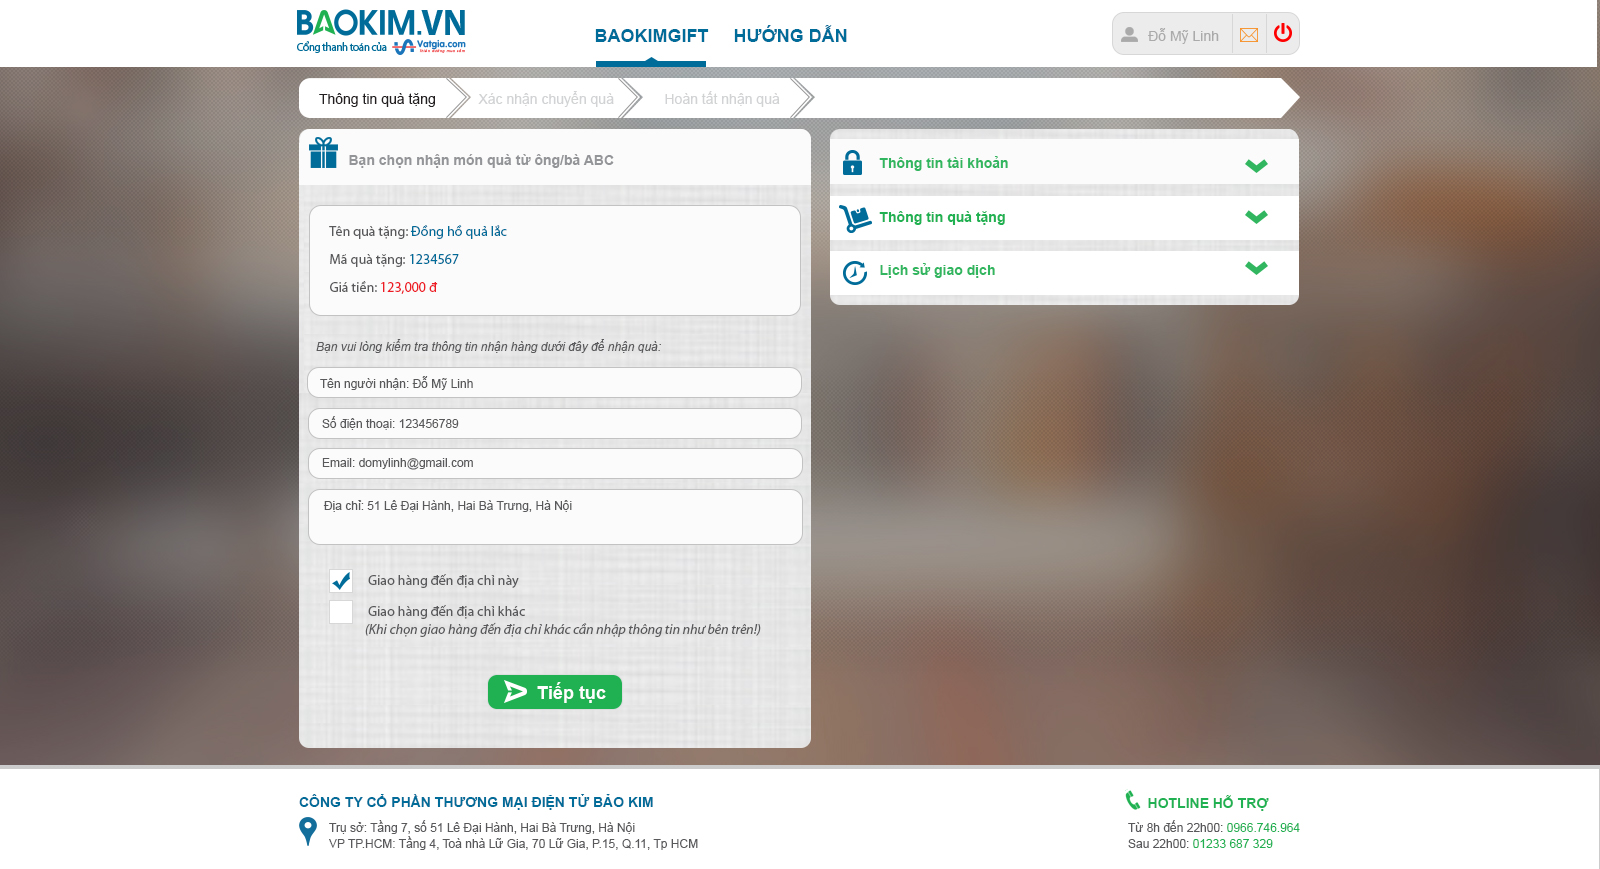 BAOKIM.VN
Cổng thanh toán của Vatgia.com
BAOKIMGIFT
HƯỚNG DẪN
Đỗ Mỹ Linh
Thông tin quà tặng
Xác nhận chuyển quà
Hoàn tất nhận quà
Bạn chọn nhận món quà từ ông/bà ABC
Tên quà tặng: Đồng hồ quả lắc
Mã quà tặng: 1234567
Giá tiền: 123,000 đ
Bạn vui lòng kiểm tra thông tin nhận hàng dưới đây để nhận quà:
Tên người nhận: Đỗ Mỹ Linh
Số điện thoại: 123456789
Email: domylinh@gmail.com
Địa chỉ: 51 Lê Đại Hành, Hai Bà Trưng, Hà Nội
Giao hàng đến địa chỉ này
Giao hàng đến địa chỉ khác
(Khi chọn giao hàng đến địa chỉ khác cần nhập thông tin như bên trên!)
Tiếp tục
Thông tin tài khoản
Thông tin quà tặng
Lịch sử giao dịch
CÔNG TY CỔ PHẦN THƯƠNG MẠI ĐIỆN TỬ BẢO KIM
Trụ sở: Tầng 7, số 51 Lê Đại Hành, Hai Bà Trưng, Hà Nội
VP TP.HCM: Tầng 4, Toà nhà Lữ Gia, 70 Lữ Gia, P.15, Q.11, Tp HCM
HOTLINE HỖ TRỢ
Từ 8h đến 22h00: 0966.746.964
Sau 22h00: 01233 687 329